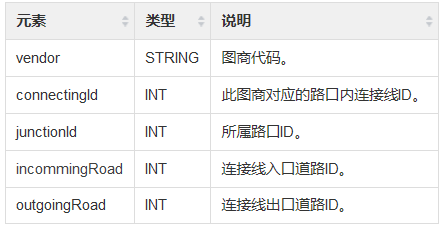 元素 类型 说明
vendor STRING 图商代码。
connectingId INT 此图商对应的路口内连接线ID。
junctionId INT 所属路口ID。
incommingRoad INT 连接线入口道路ID。
outgoingRoad INT 连接线出口道路ID。